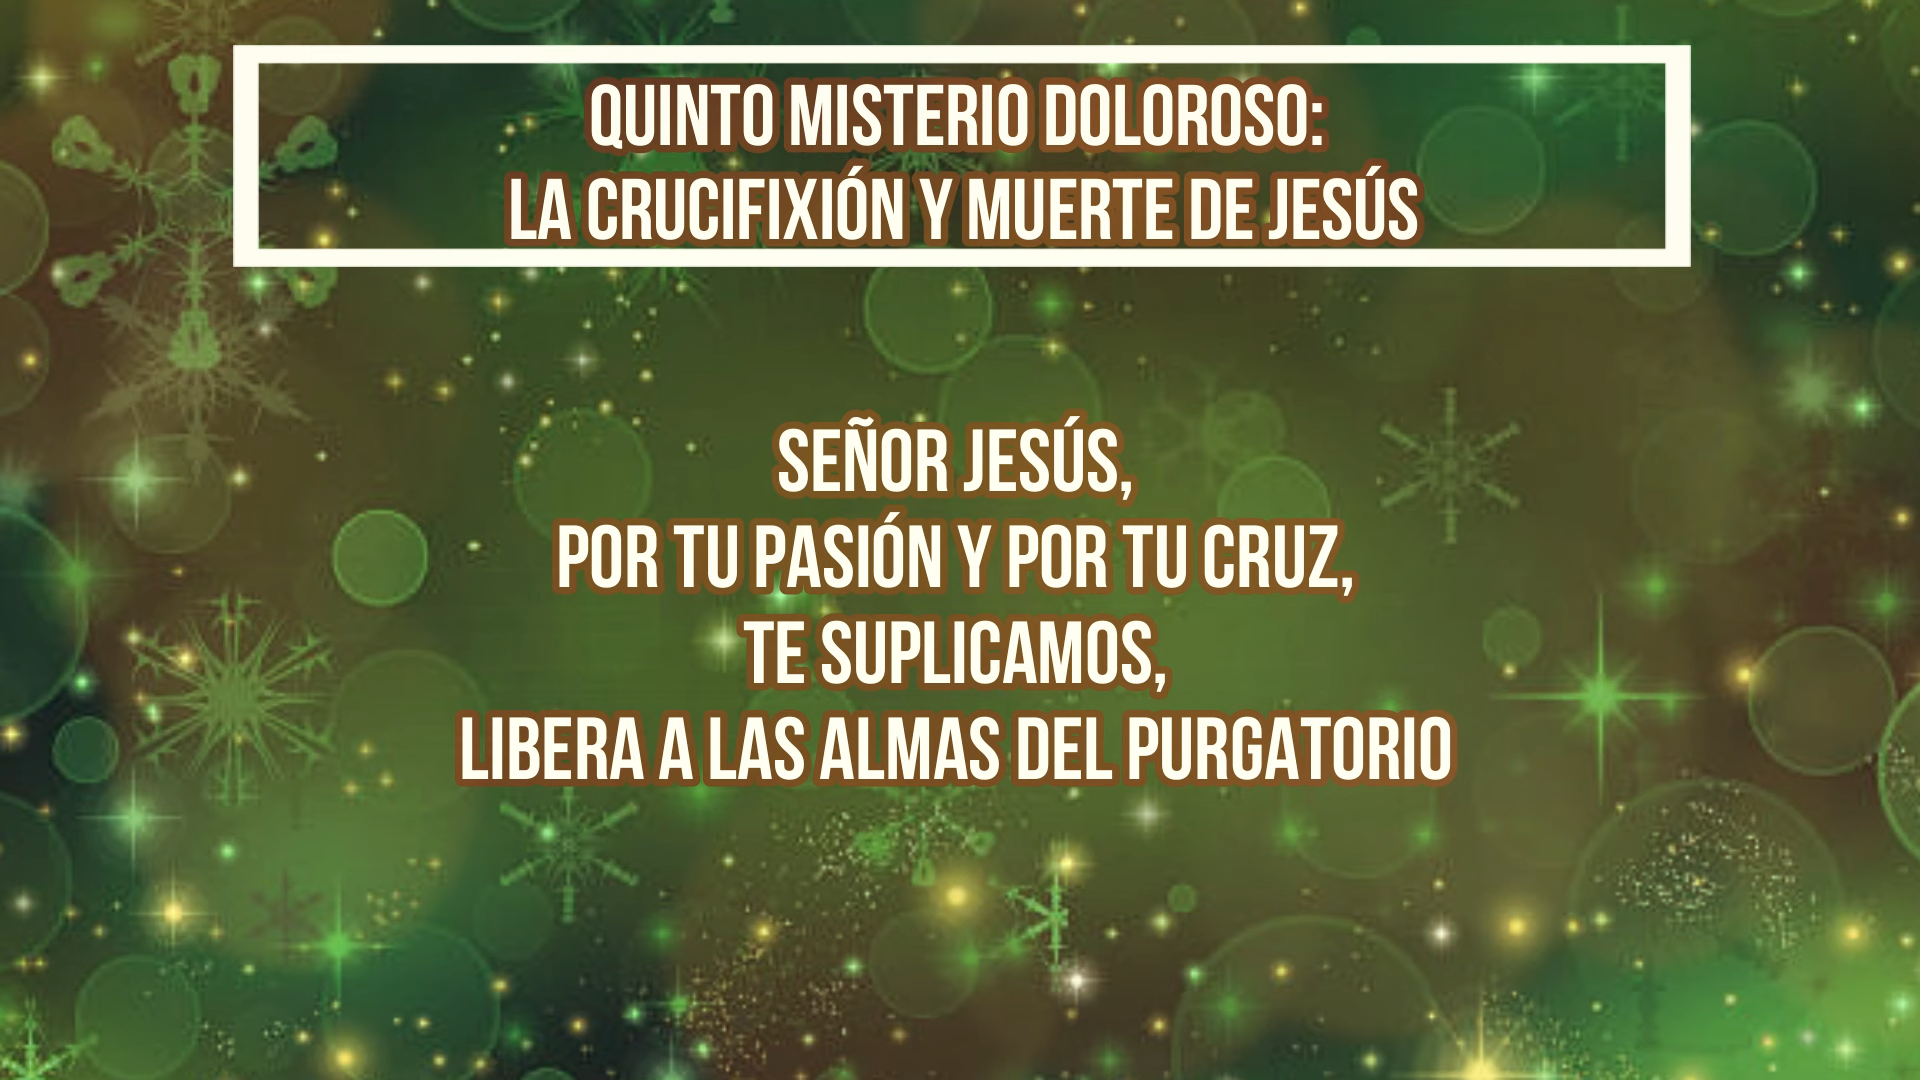 QUINTO MISTERIO DOLOROSO:
LA CRUCIFIXIÓN Y MUERTE DE JESÚS
SEÑOR JESÚS,
POR TU PASIÓN Y POR TU CRUZ,
TE SUPLICAMOS,
LIBERA A LAS ALMAS DEL PURGATORIO